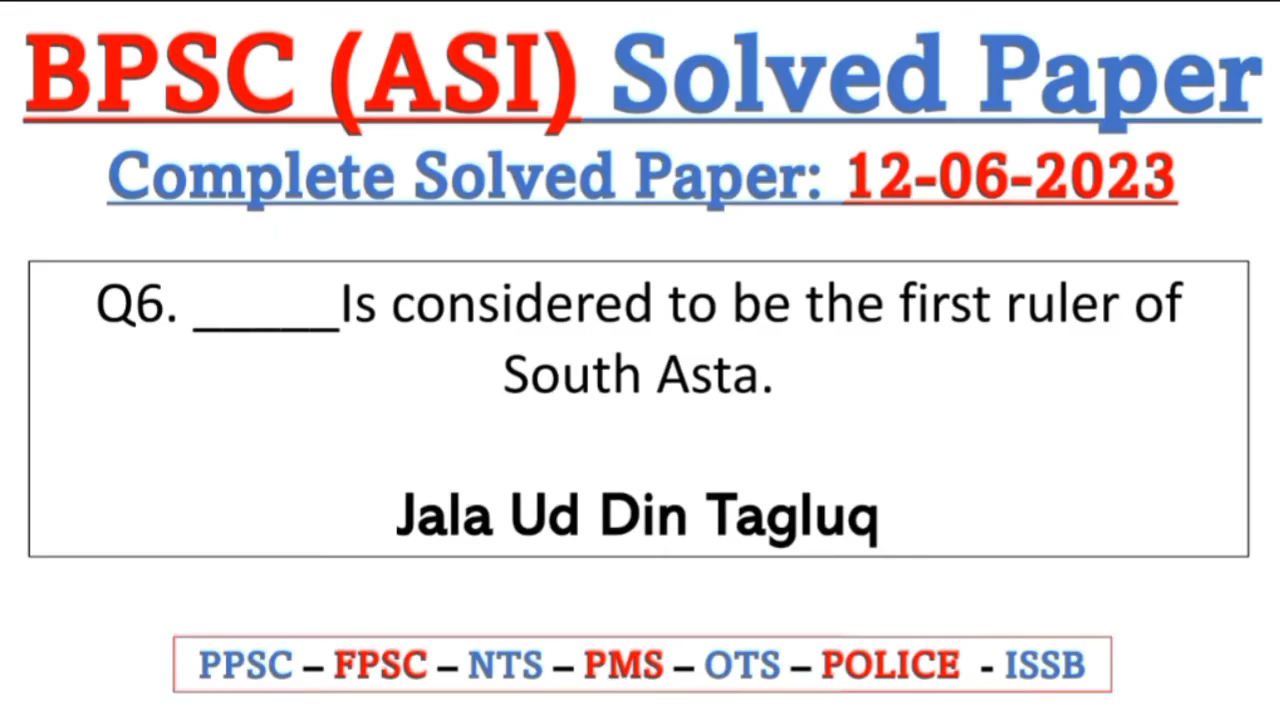 BPSC (ASI) Solved Paper
Complete Solved Paper: 12-06-2023
Q6. _____Is considered to be the first ruler of
South Asta.
Jala Ud Din Tagluq
PPSC – FPSC – NTS – PMS – OTS – POLICE - ISSB